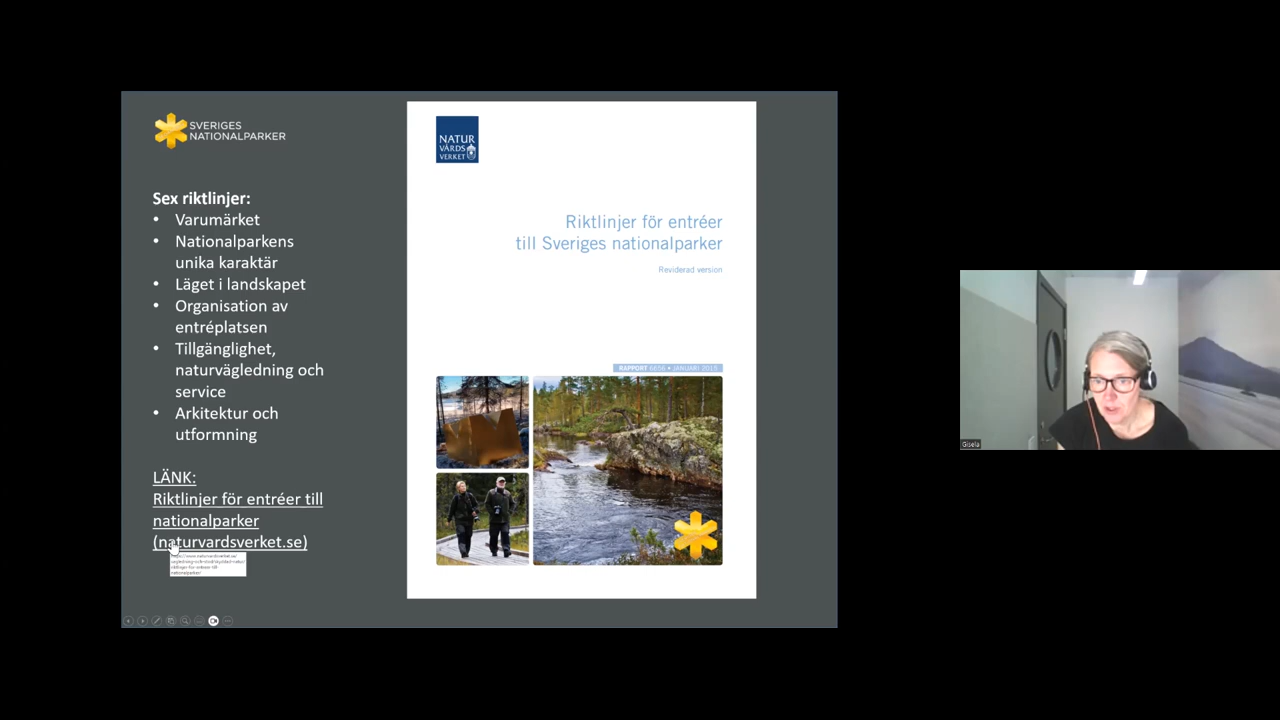 SVERIGES
NATIONALPARKER
Sex riktlinjer:
• Varumärket
• Nationalparkens
unika karaktär
• Läget i landskapet
• Organisation av
entréplatsen
• Tillgänglighet,
naturvägledning och
service
• Arkitektur och
utformning
LÄNK:
Riktlinjer för entréer till
nationalparker
(naturvardsverket.se)
NATUR
VÅRDS
VERKET
Riktlinjer för entréer
till Sveriges nationalparker
Reviderad version
RAPPORT • JANUARI
Gisela